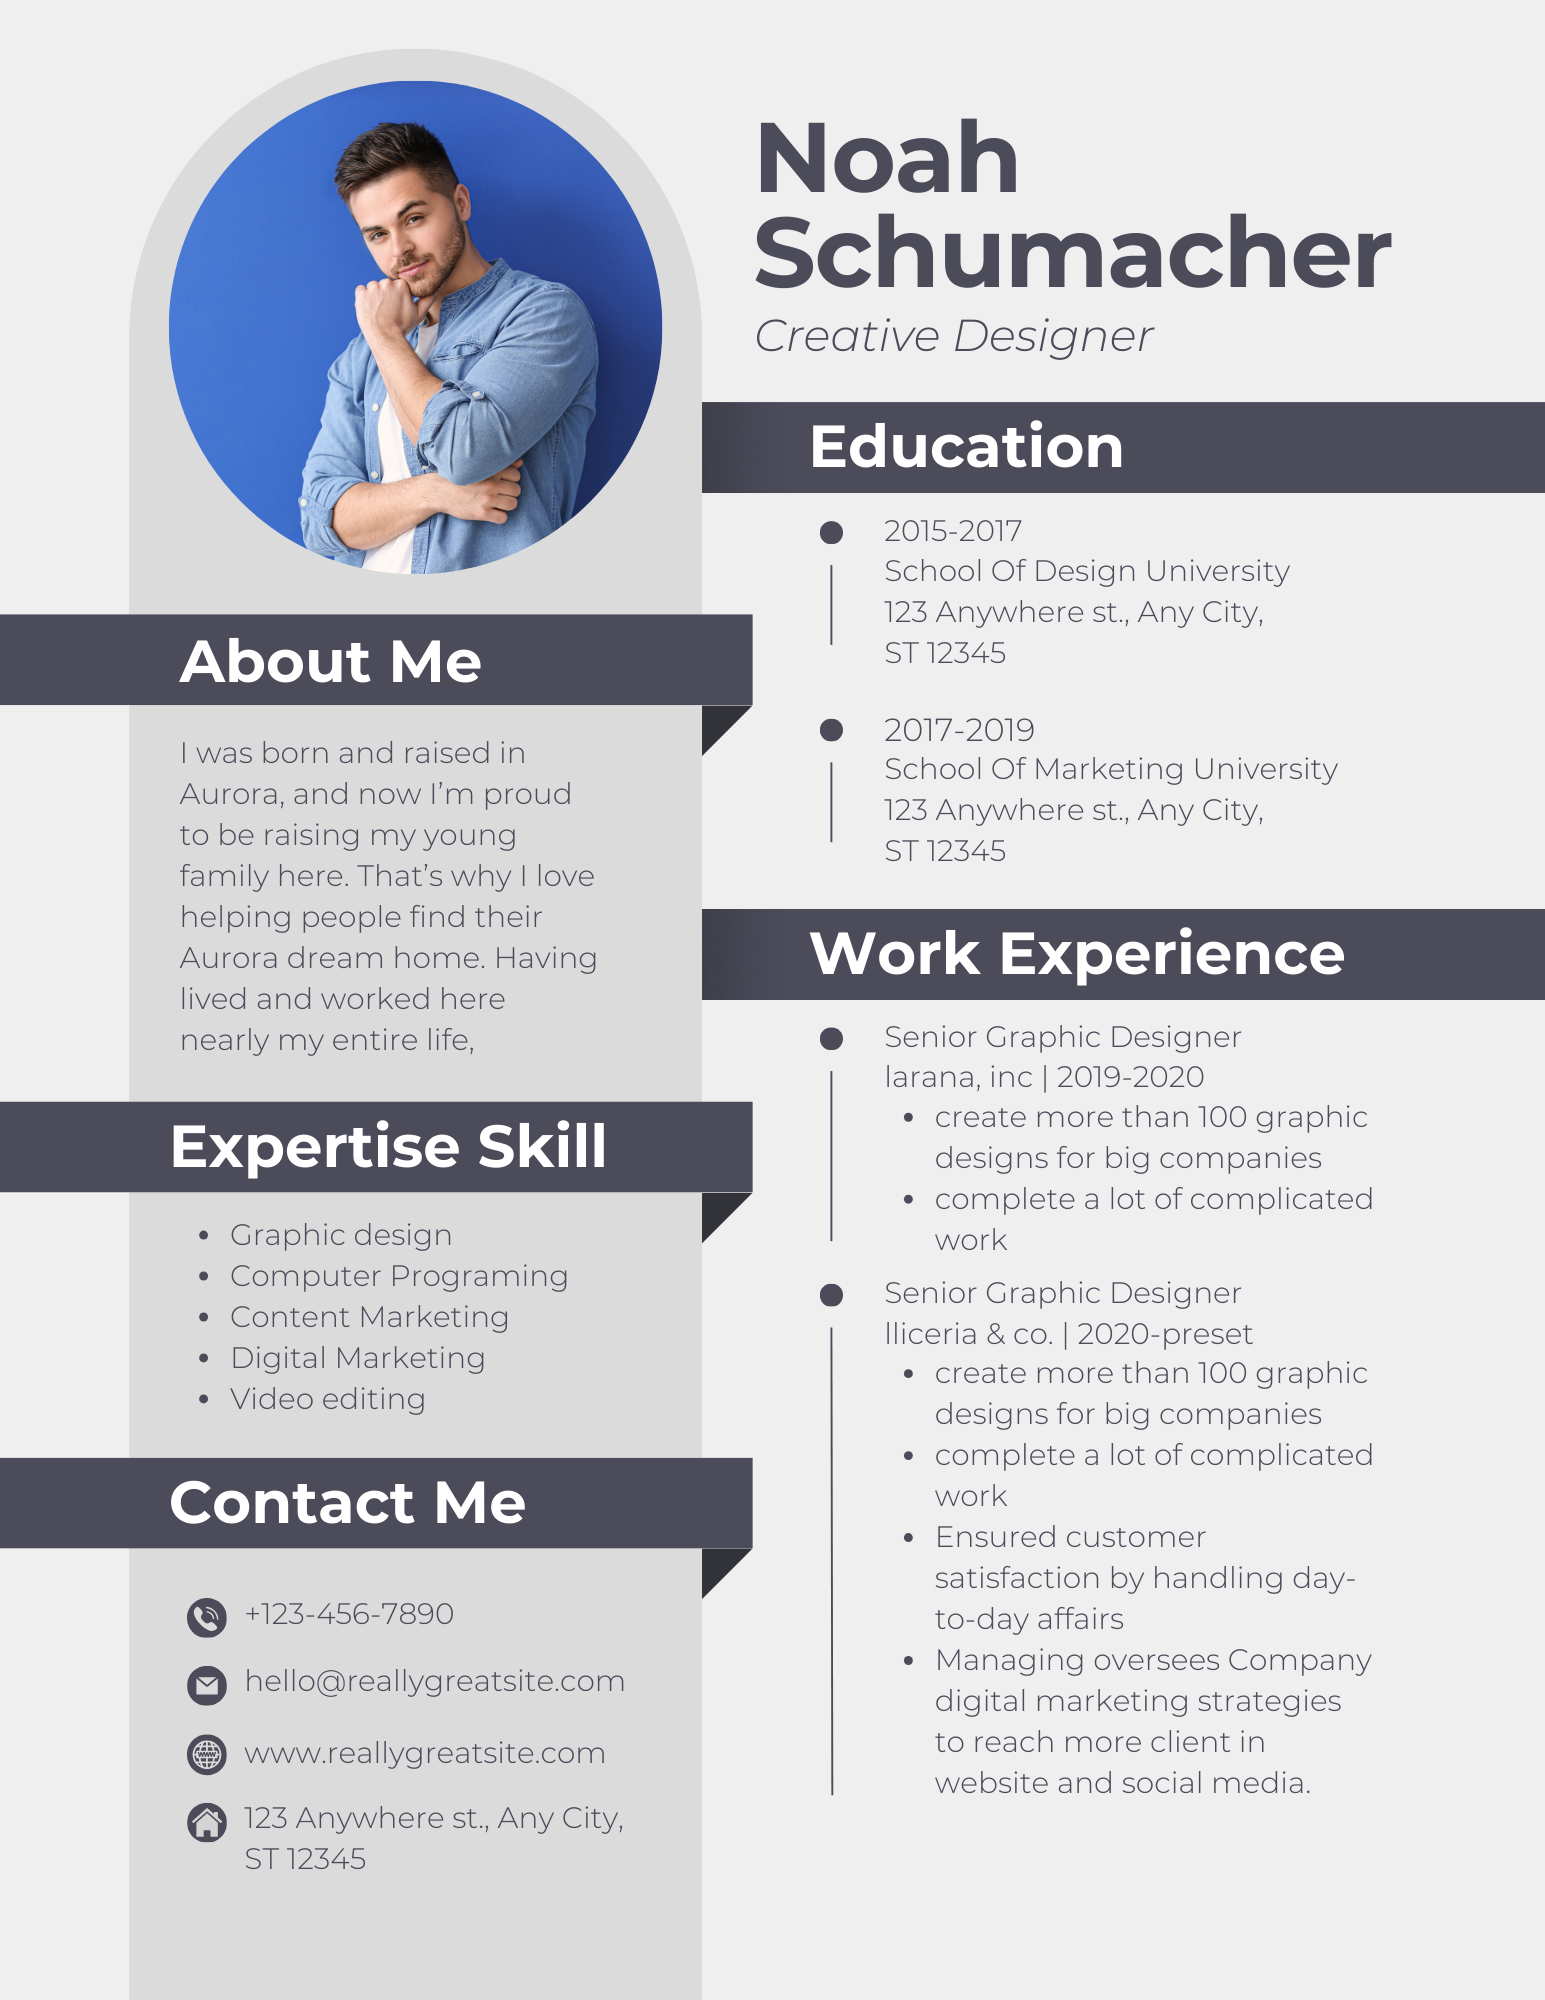 Noah
Schumacher
Creative Designer
About Me
I was born and raised in
Aurora, and now I’m proud
to be raising my young
family here. That’s why I love
helping people find their
Aurora dream home. Having
lived and worked here
nearly my entire life,
Expertise Skill
• Graphic design
• Computer Programing
• Content Marketing
• Digital Marketing
• Video editing
Contact Me
+123-456-7890
hello@reallygreatsite.com
www.reallygreatsite.com
123 Anywhere st., Any City,
ST 12345
Education
2015-2017
School Of Design University
123 Anywhere st., Any City,
ST 12345
2017-2019
School Of Marketing University
123 Anywhere st., Any City,
ST 12345
Work Experience
Senior Graphic Designer
larana, inc | 2019-2020
• create more than 100 graphic
designs for big companies
• complete a lot of complicated
work
Senior Graphic Designer
lliceria & co. | 2020-preset
• create more than 100 graphic
designs for big companies
• complete a lot of complicated
work
• Ensured customer
satisfaction by handling day-
to-day affairs
• Managing oversees Company
digital marketing strategies
to reach more client in
website and social media.